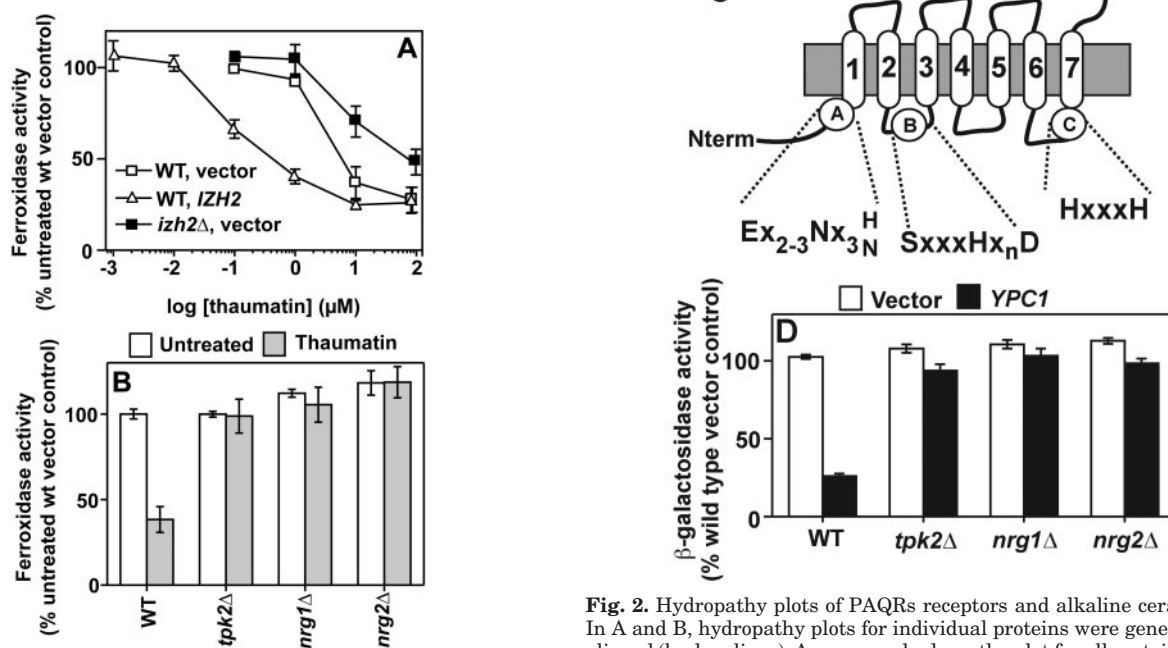 A
Ferroxidase activity
(% untreated wt vector control)
100
50
0
WT, vector
WT, IZH2
izh2Δ, vector
-3 -2 -1 0 1 2
log [thaumatin] (μM)
Untreated Thaumatin
B
Ferroxidase activity
(% untreated wt vector control)
100
50
0
WT
tpk2Δ
nrg1Δ
nrg2Δ
1 2 3 4 5 6 7
A
B
C
Nterm
Ex2-3Nx3 H
N
SxxxHxnD
HxxxH
Vector YPC1
D
β-galactosidase activity
(% wild type vector control)
100
50
0
WT tpk2Δ nrg1Δ nrg2Δ
Fig. 2. Hydropathy plots of PAQRs receptors and alkaline cera
In A and B, hydropathy plots for individual proteins were gene